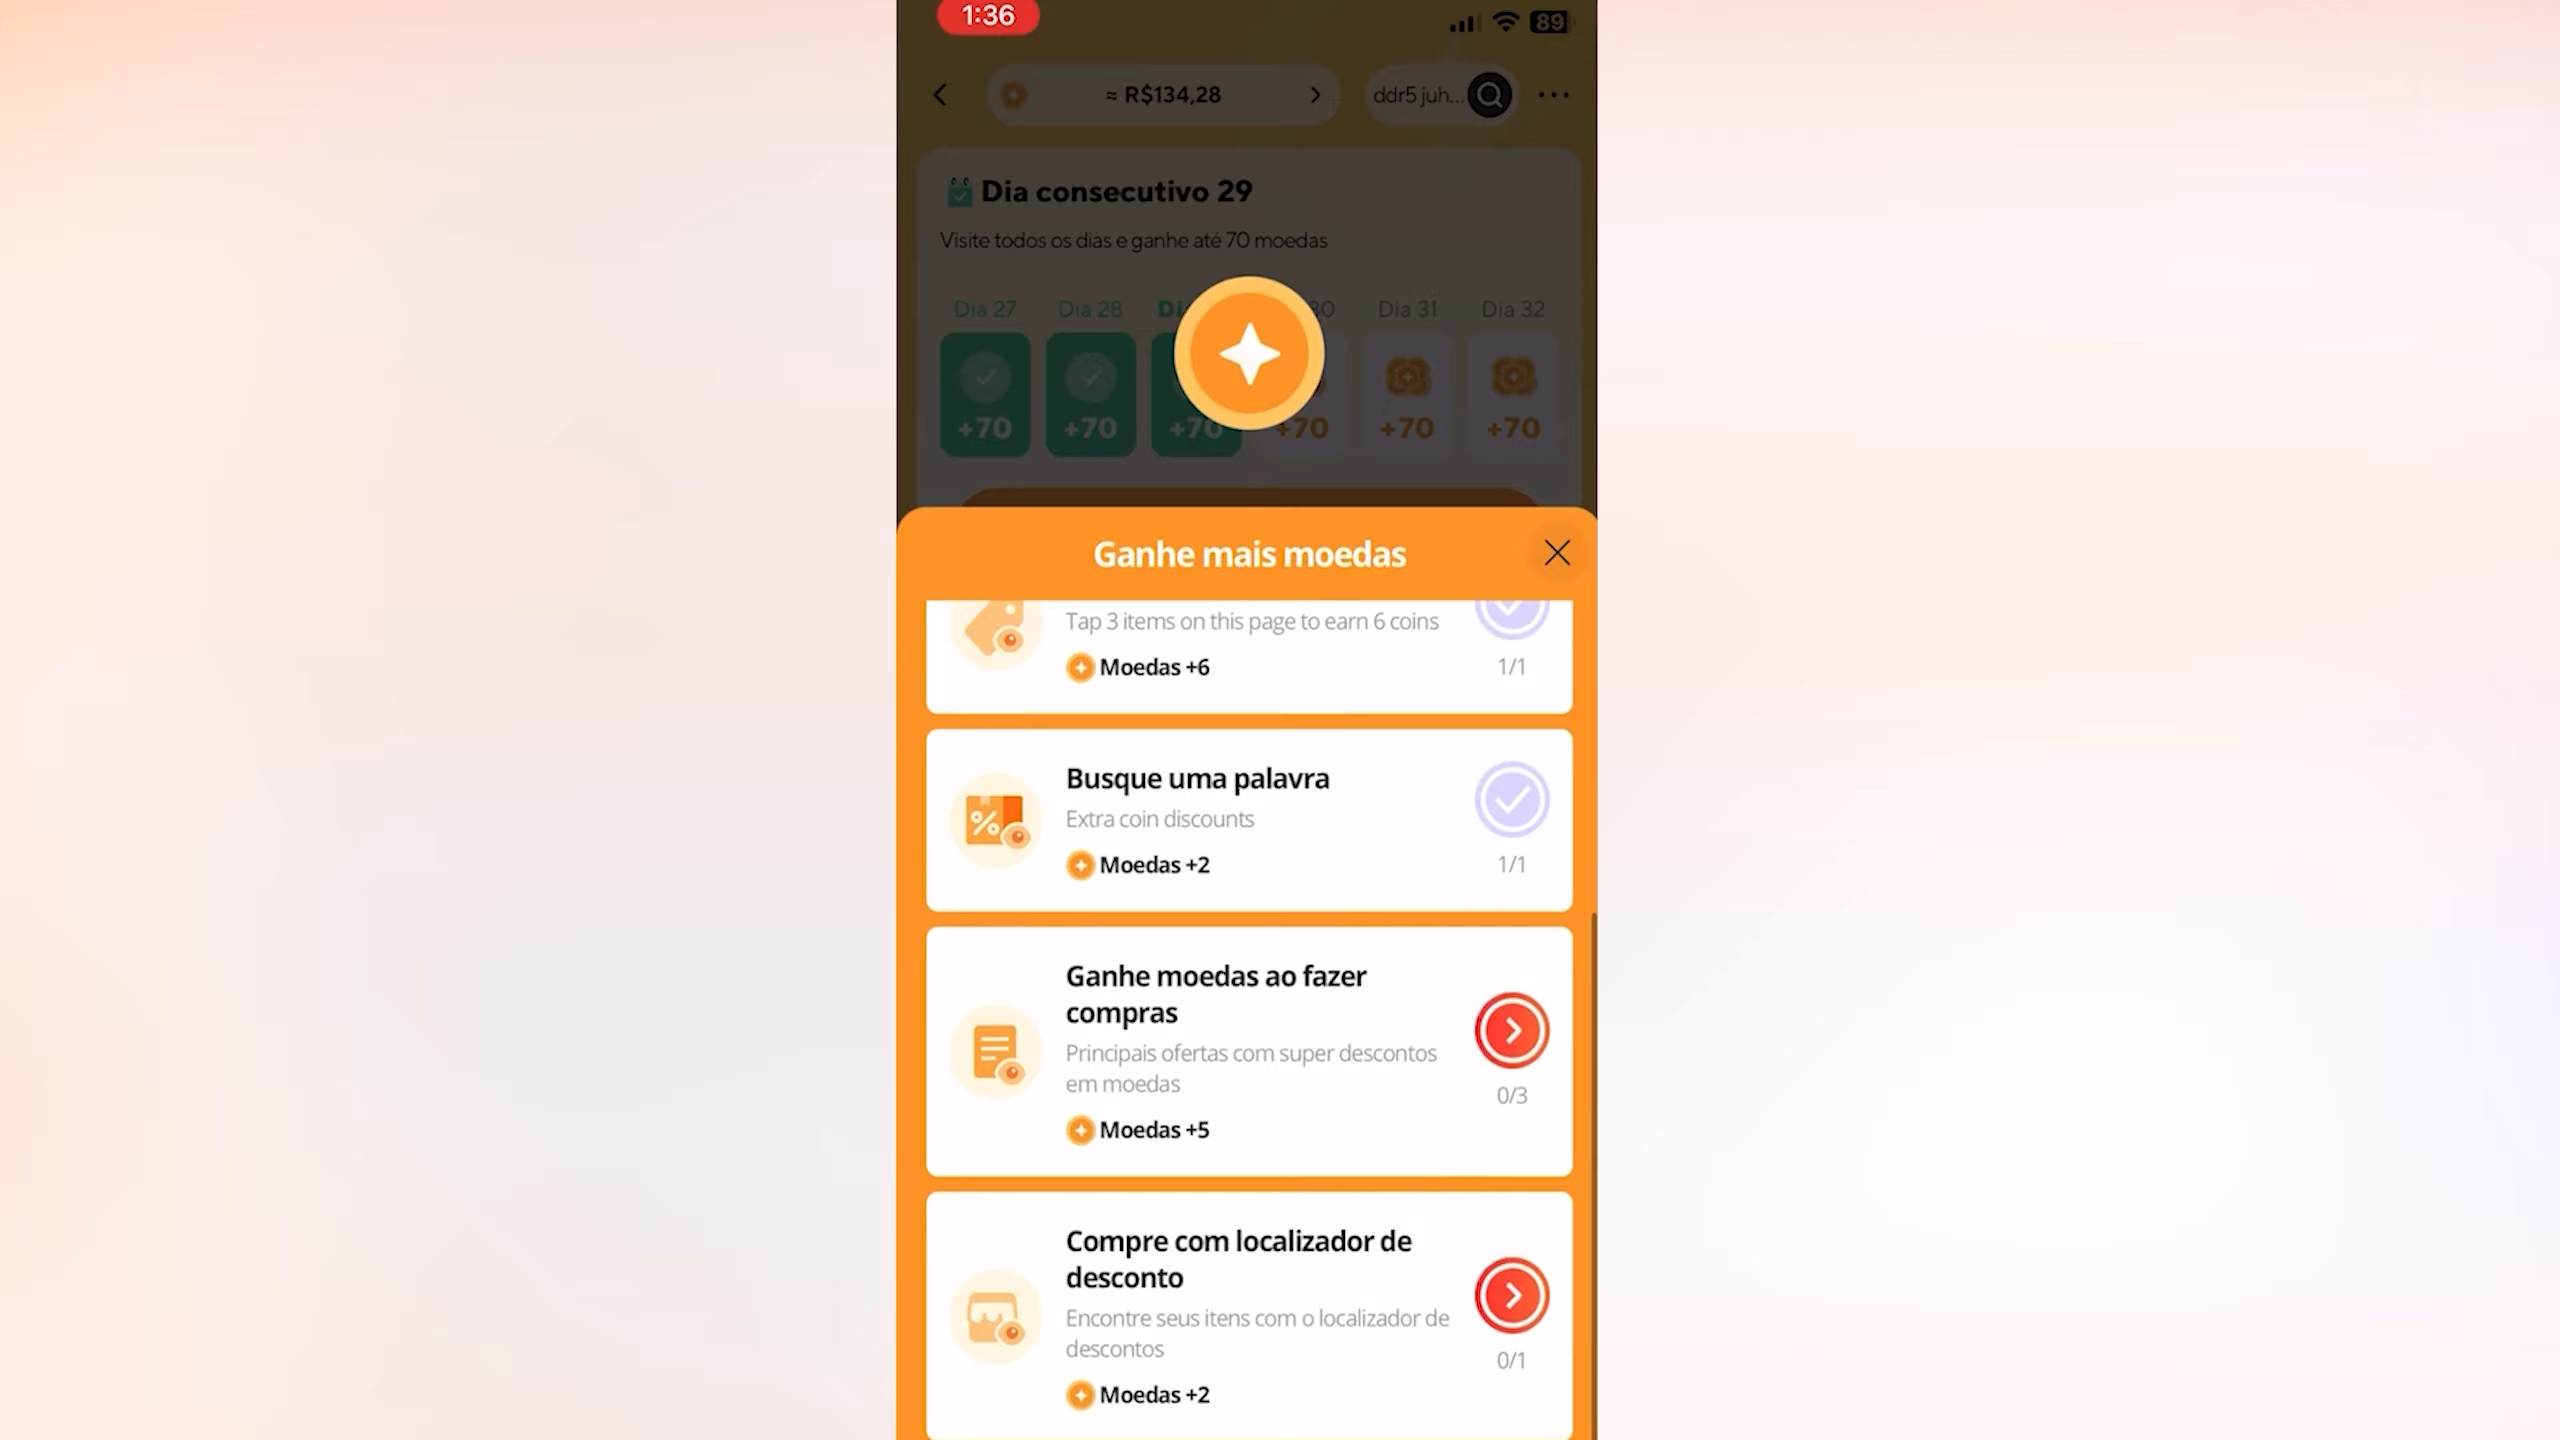 1:36
89
≈ R$134,28
ddr5 juh...
Dia consecutivo 29
Visite todos os dias e ganhe até 70 moedas
Dia 27
Dia 28
Dia 31
Dia 32
+70
+70
+70
+70
+70
+70
Ganhe mais moedas
Tap 3 items on this page to earn 6 coins
Moedas +6
1/1
Busque uma palavra
Extra coin discounts
Moedas +2
1/1
Ganhe moedas ao fazer
compras
Principais ofertas com super descontos
em moedas
Moedas +5
0/3
Compre com localizador de
desconto
Encontre seus itens com o localizador de
descontos
Moedas +2
0/1